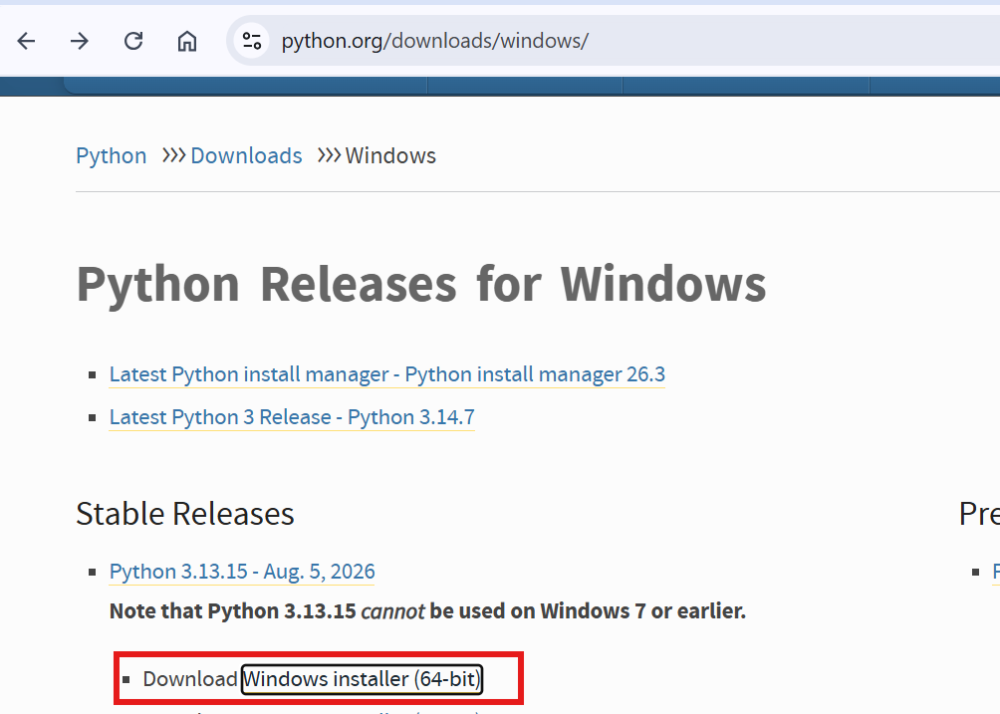 python.org/downloads/windows/
Python >>> Downloads >>> Windows
Python Releases for Windows
Latest Python install manager - Python install manager 26.3
Latest Python 3 Release - Python 3.14.7
Stable Releases
Pre
Python 3.13.15 - Aug. 5, 2026
Note that Python 3.13.15 cannot be used on Windows 7 or earlier.
Download Windows installer (64-bit)